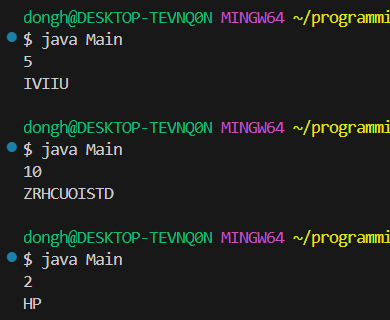 dongh@DESKTOP-TEVNQ0N MINGW64 ~/programmi
$ java Main
5
IVIIU
dongh@DESKTOP-TEVNQ0N MINGW64 ~/programmi
$ java Main
10
ZRHCUOISTD
dongh@DESKTOP-TEVNQ0N MINGW64 ~/programmi
$ java Main
2
HP